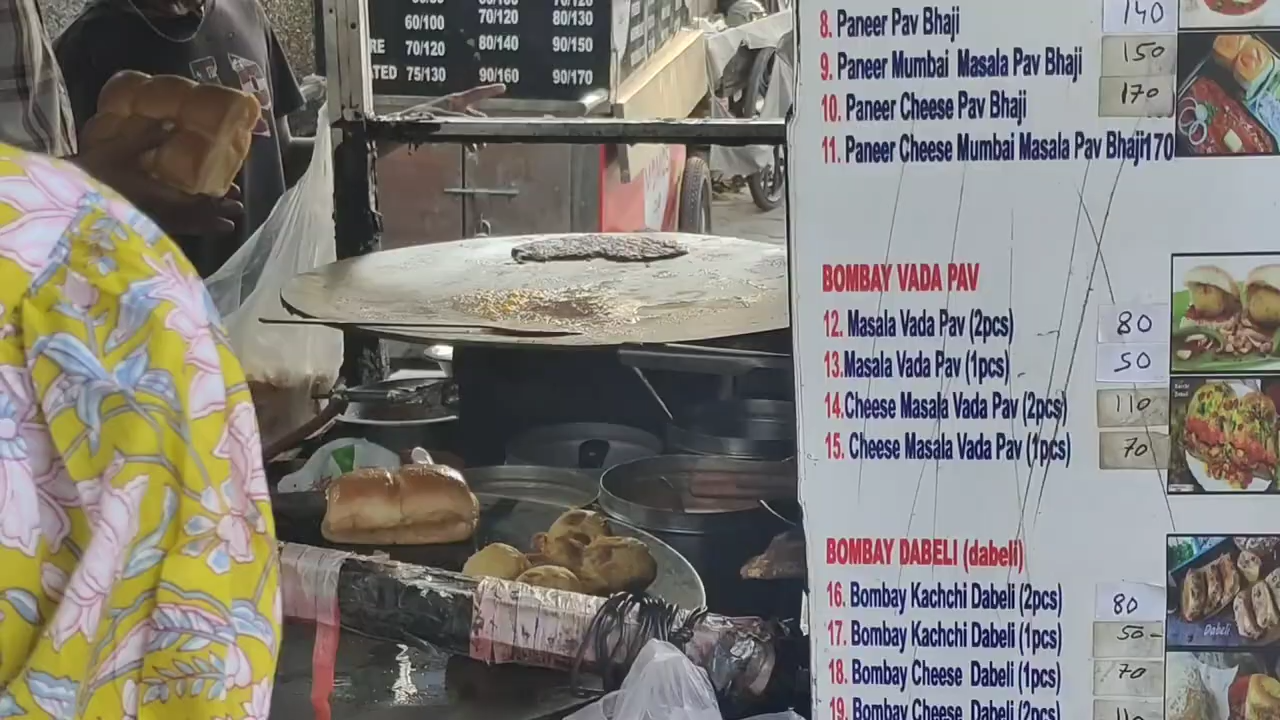 60/100 70/120 80/130
RE 70/120 80/140 90/150
ATED 75/130 90/160 90/170
8. Paneer Pav Bhaji 140
9. Paneer Mumbai Masala Pav Bhaji 150
10. Paneer Cheese Pav Bhaji 170
11. Paneer Cheese Mumbai Masala Pav Bhaji 170
BOMBAY VADA PAV
12. Masala Vada Pav (2pcs) 80
13.Masala Vada Pav (1pcs) 50
14.Cheese Masala Vada Pav (2pcs) 110
15. Cheese Masala Vada Pav (1pcs) 70
BOMBAY DABELI (dabeli)
16. Bombay Kachchi Dabeli (2pcs) 80
17. Bombay Kachchi Dabeli (1pcs) 50-
Dabeli
18. Bombay Cheese Dabeli (1pcs) 70
19. Bombay Cheese Dabeli (2pcs) 110